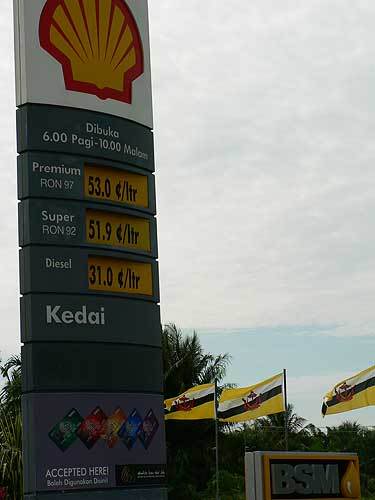 Dibuka
6.00 Pagi-10.00 Malam
Premium
RON 97
53.0 ¢/ltr
Super
RON 92
51.9 ¢/ltr
Diesel
31.0 ¢/ltr
Kedai
ACCEPTED HERE!
Boleh Digunakan Disini
BSM